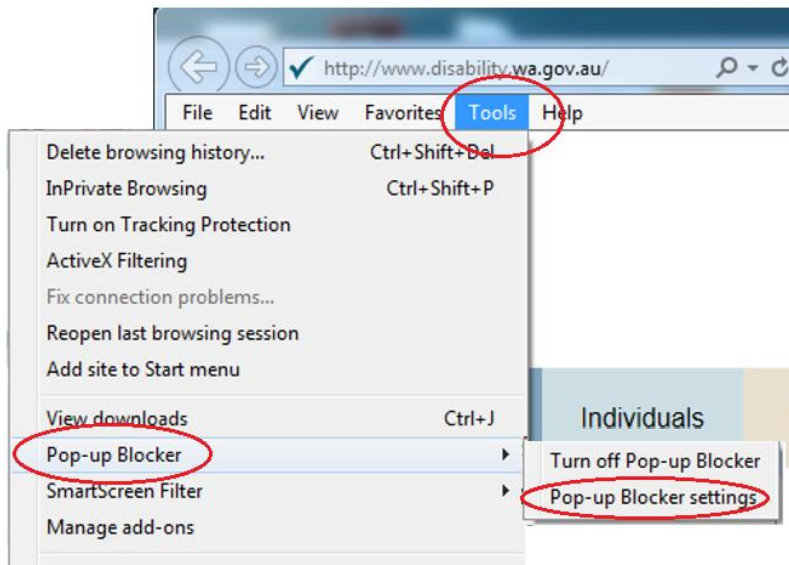 http://www.disability.wa.gov.au/
File Edit View Favorites Tools Help
Delete browsing history... Ctrl+Shift+Del
InPrivate Browsing Ctrl+Shift+P
Turn on Tracking Protection
ActiveX Filtering
Fix connection problems...
Reopen last browsing session
Add site to Start menu
View downloads Ctrl+J
Individuals
Pop-up Blocker
Turn off Pop-up Blocker
SmartScreen Filter
Pop-up Blocker settings
Manage add-ons